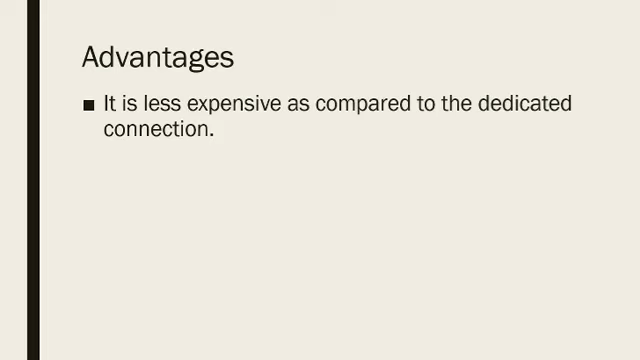 Advantages
■ It is less expensive as compared to the dedicated
connection.